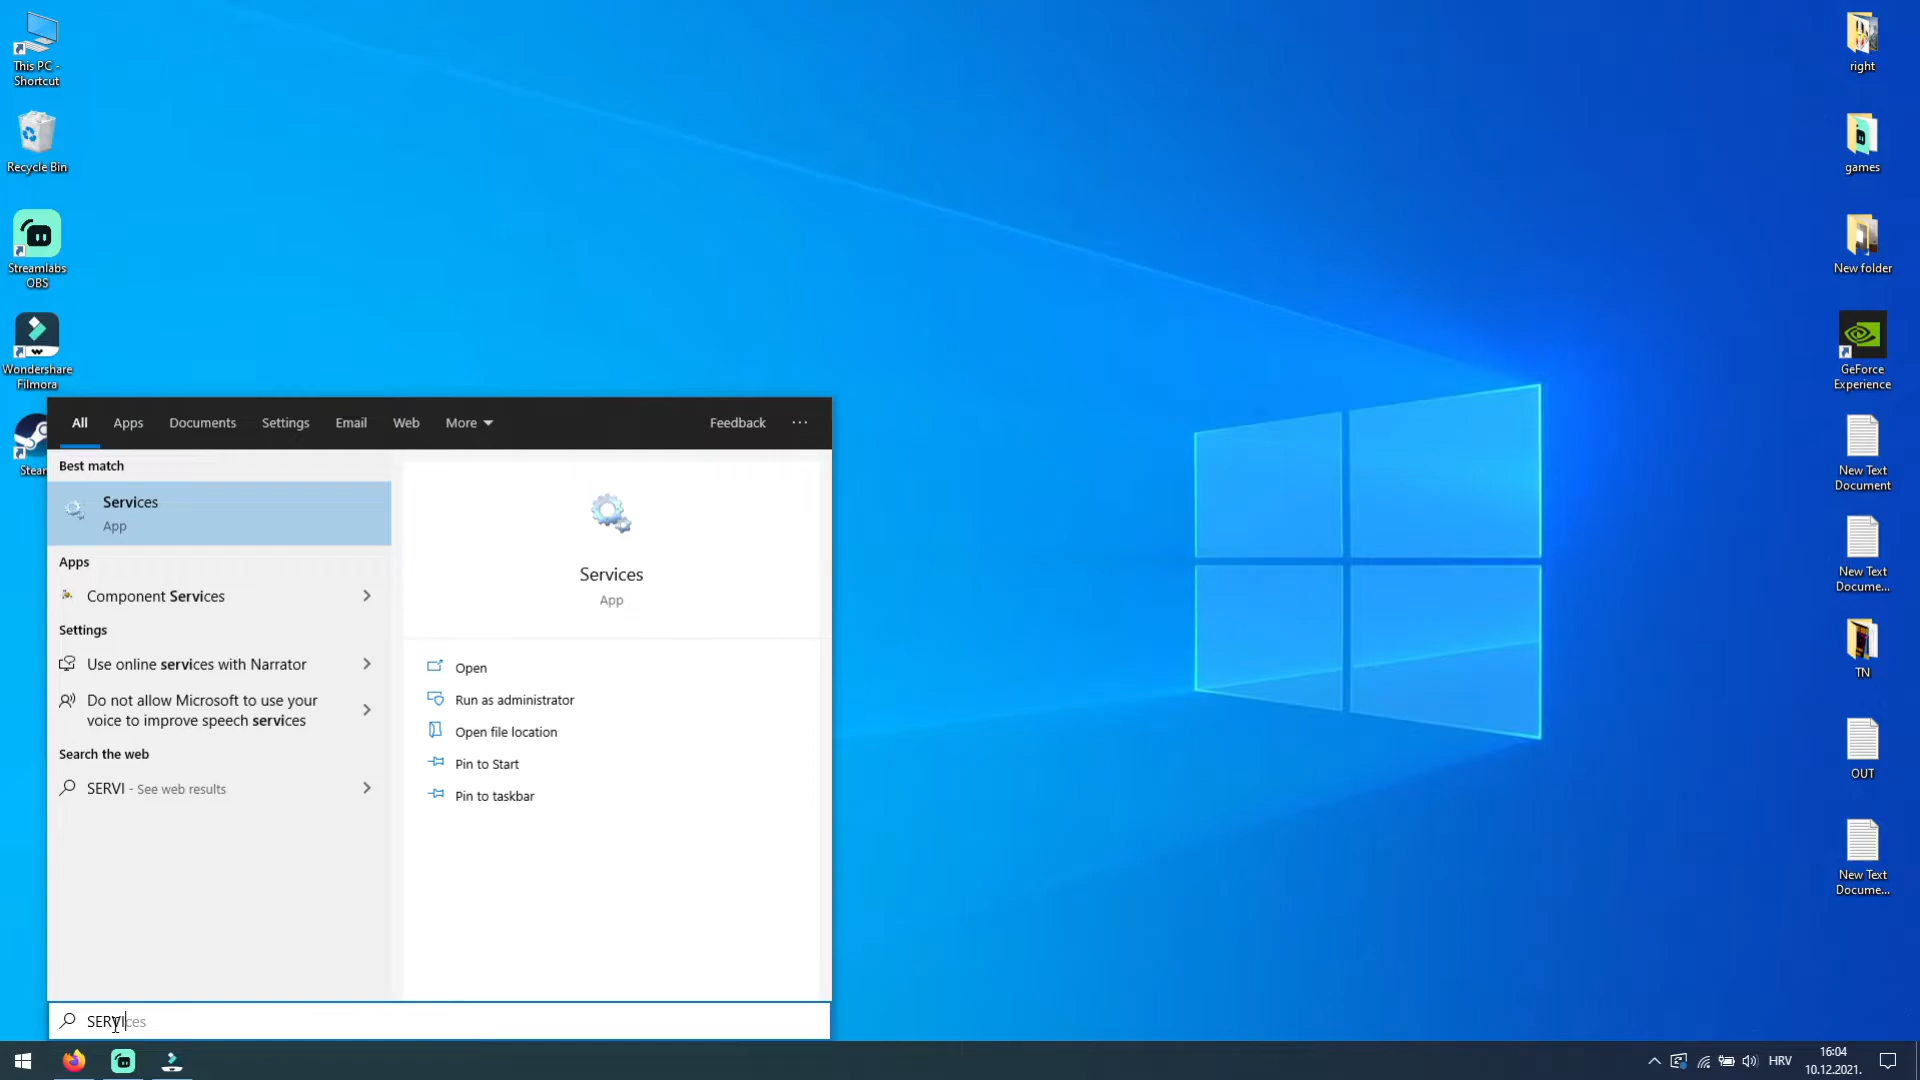 This PC -
Shortcut
Recycle Bin
Streamlabs
OBS
Wondershare
Filmora
Steam
right
games
New folder
GeForce
Experience
New Text
Document
New Text
Docume...
TN
OUT
New Text
Docume...
All
Apps
Documents
Settings
Email
Web
More
Feedback
...
Best match
Services
App
Apps
Component Services
Settings
Use online services with Narrator
Do not allow Microsoft to use your
voice to improve speech services
Search the web
SERVI - See web results
Services
App
Open
Run as administrator
Open file location
Pin to Start
Pin to taskbar
SERVIces
HRV
16:04
10.12.2021.